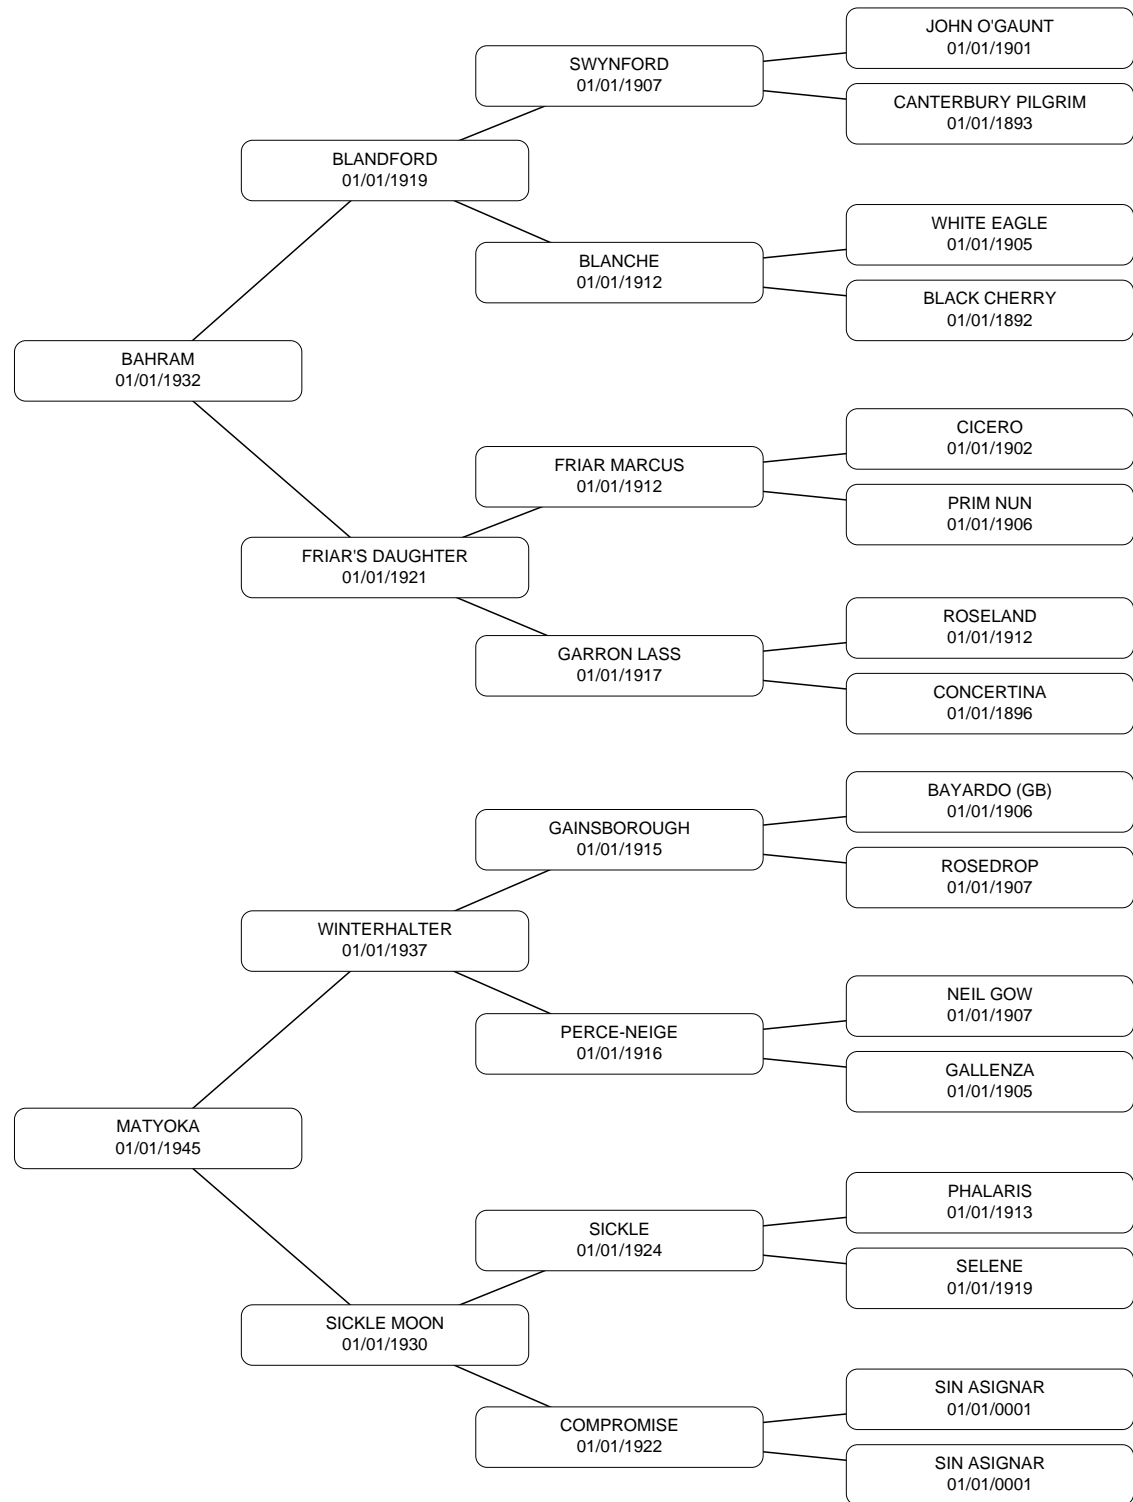 JOHN O'GAUNT
01/01/1901
SWYNFORD
01/01/1907
CANTERBURY PILGRIM
01/01/1893
BLANDFORD
01/01/1919
WHITE EAGLE
01/01/1905
BLANCHE
01/01/1912
BLACK CHERRY
01/01/1892
BAHRAM
01/01/1932
CICERO
01/01/1902
FRIAR MARCUS
01/01/1912
PRIM NUN
01/01/1906
FRIAR'S DAUGHTER
01/01/1921
ROSELAND
01/01/1912
GARRON LASS
01/01/1917
CONCERTINA
01/01/1896
BAYARDO (GB)
01/01/1906
GAINSBOROUGH
01/01/1915
ROSEDROP
01/01/1907
WINTERHALTER
01/01/1937
NEIL GOW
01/01/1907
PERCE-NEIGE
01/01/1916
GALLENZA
01/01/1905
MATYOKA
01/01/1945
PHALARIS
01/01/1913
SICKLE
01/01/1924
SELENE
01/01/1919
SICKLE MOON
01/01/1930
SIN ASIGNAR
01/01/0001
COMPROMISE
01/01/1922
SIN ASIGNAR
01/01/0001